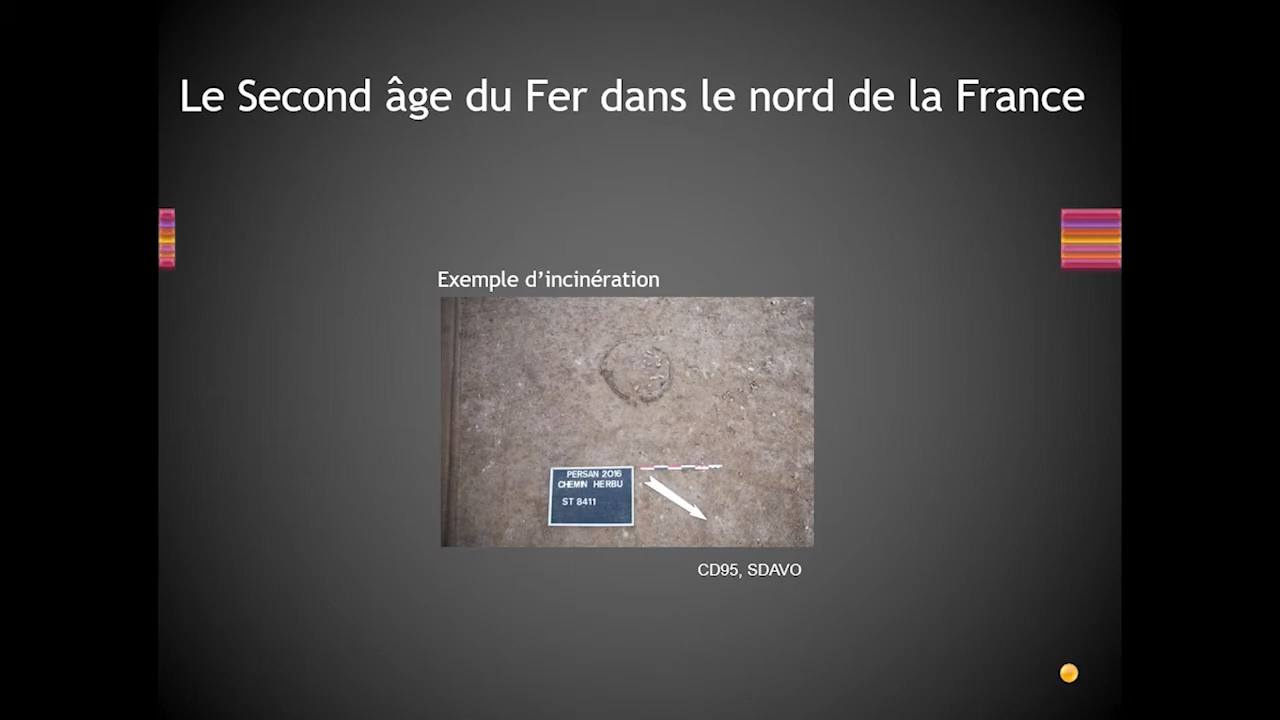 Le Second âge du Fer dans le nord de la France
Exemple d’incinération
PERSAN 2016
CHEMIN HERBU
ST 8411
CD95, SDAVO